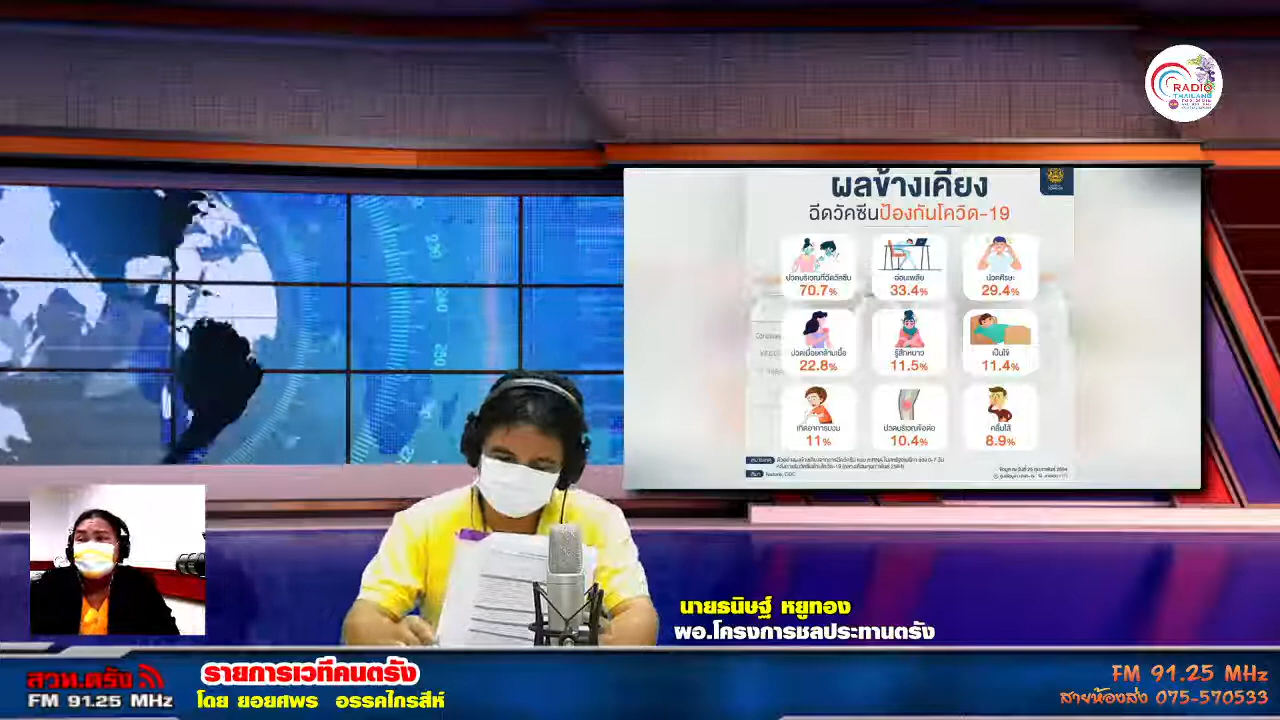 RADIO
THAILAND
ผลข้างเคียง
ฉีดวัคซีนป้องกันโควิด-19
ปวดบริเวณที่ฉีดวัคซีน
70.7%
อ่อนเพลีย
33.4%
ปวดศีรษะ
29.4%
ปวดเมื่อยกล้ามเนื้อ
22.8%
รู้สึกหนาว
11.5%
เป็นไข้
11.4%
เกิดอาการบวม
11%
ปวดบริเวณข้อต่อ
10.4%
คลื่นไส้
8.9%
นายธนิษฐ์ หยูทอง
ผอ.โครงการชลประทานตรัง
สวท.ตรัง
FM 91.25 MHz
รายการเวทีคนตรัง
โดย ยอยศพร อรรคไกรสีห์
FM 91.25 MHz
สายห้องส่ง 075-570533